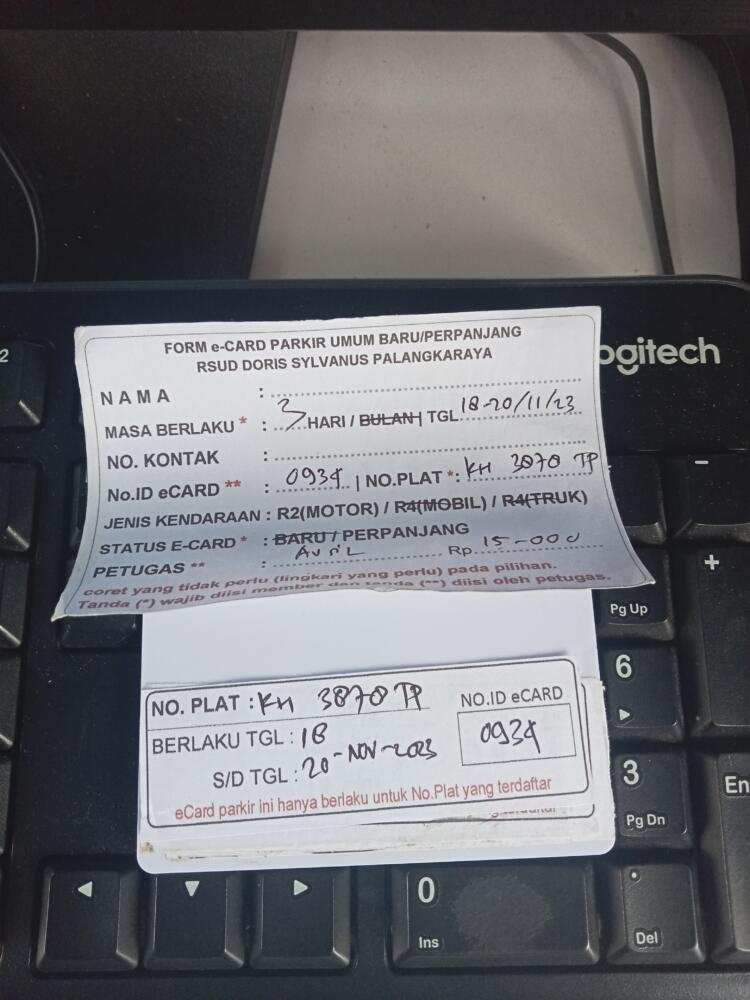 2
logitech
FORM e-CARD PARKIR UMUM BARU/PERPANJANG
RSUD DORIS SYLVANUS PALANGKARAYA
NAMA :
MASA BERLAKU * : 3 HARI / BULAN | TGL 18-20/11/23
NO. KONTAK :
No.ID eCARD ** : 0934 | NO.PLAT *: KH 3070 TP
JENIS KENDARAAN : R2(MOTOR) / R4(MOBIL) / R4(TRUK)
STATUS E-CARD * : BARU / PERPANJANG
PETUGAS ** : Rp. 15-000
coret yang tidak perlu (lingkari yang perlu) pada pilihan.
Tanda (*) wajib diisi member dan tanda (**) diisi oleh petugas.
NO. PLAT : KH 3870 TP
NO.ID eCARD
0934
BERLAKU TGL : 18
S/D TGL : 20-NOV-2023
eCard parkir ini hanya berlaku untuk No.Plat yang terdaftar
-
+
Pg Up
6
3
Pg Dn
En
0
Ins
.
Del